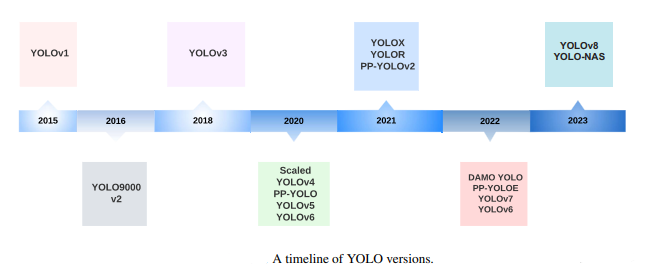 YOLOv1
YOLOv3
YOLOX
YOLOR
PP-YOLOv2
YOLOv8
YOLO-NAS
2015
2016
2018
2020
2021
2022
2023
YOLO9000
v2
Scaled
YOLOv4
PP-YOLO
YOLOv5
YOLOv6
DAMO YOLO
PP-YOLOE
YOLOv7
YOLOv6
A timeline of YOLO versions.